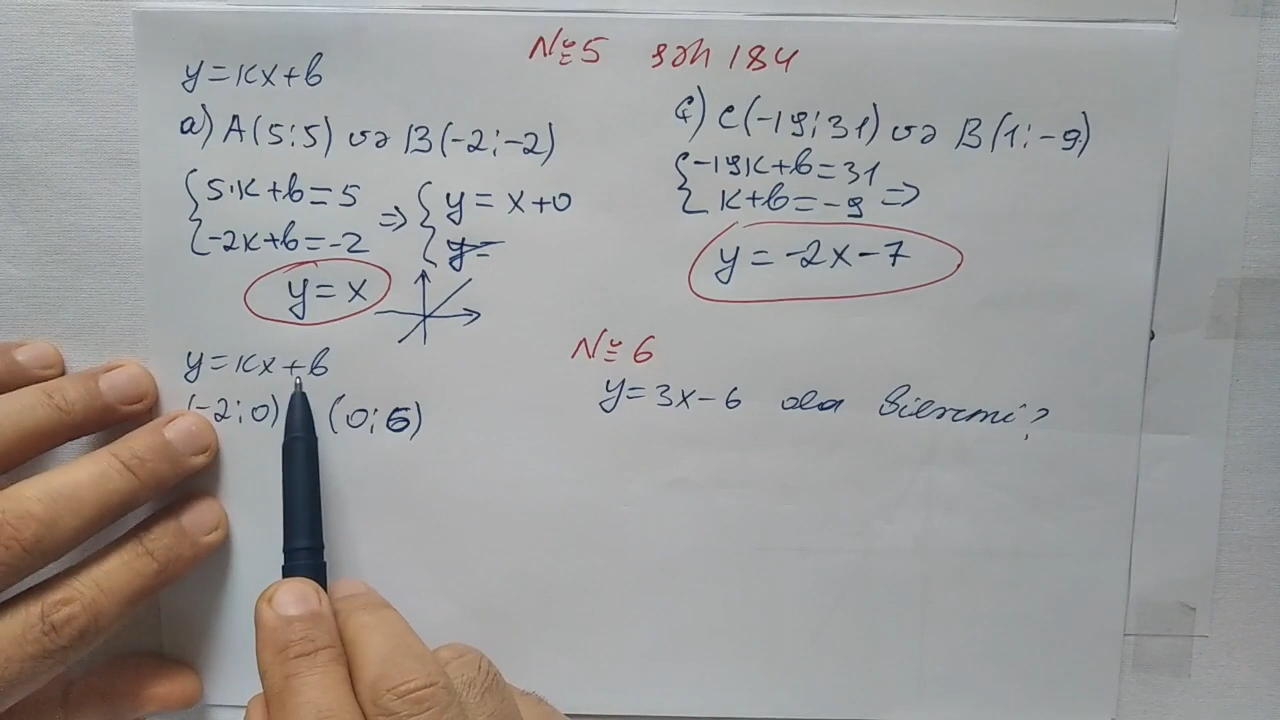 №5 səh 184
y=kx+b
a) A(5;5) və B(-2;-2)
{5·k+b=5
{-2k+b=-2 => {y=x+0
{y=
y=x
ç) C(-19;31) və B(1;-9)
{-19k+b=31
{k+b=-9 =>
y=-2x-7
№6
y=kx+b
(-2;0) (0;6)
y=3x-6 ola bilərmi?